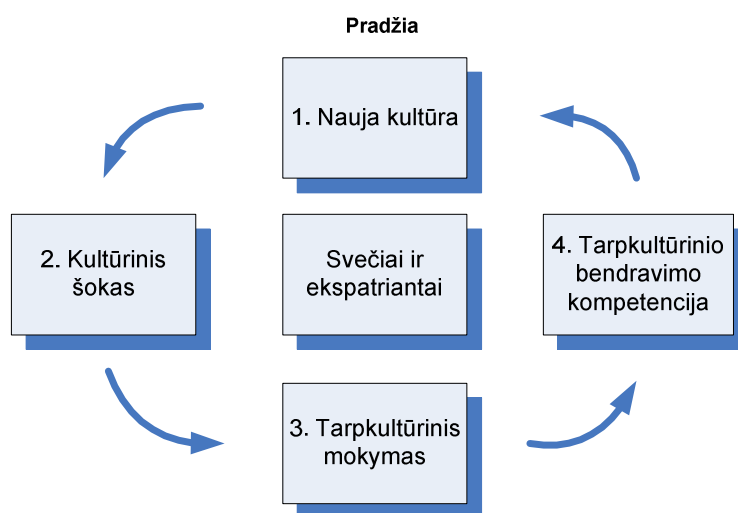 Pradžia
1. Nauja kultūra
2. Kultūrinis
šokas
Svečiai ir
ekspatriantai
4. Tarpkultūrinio
bendravimo
kompetencija
3. Tarpkultūrinis
mokymas